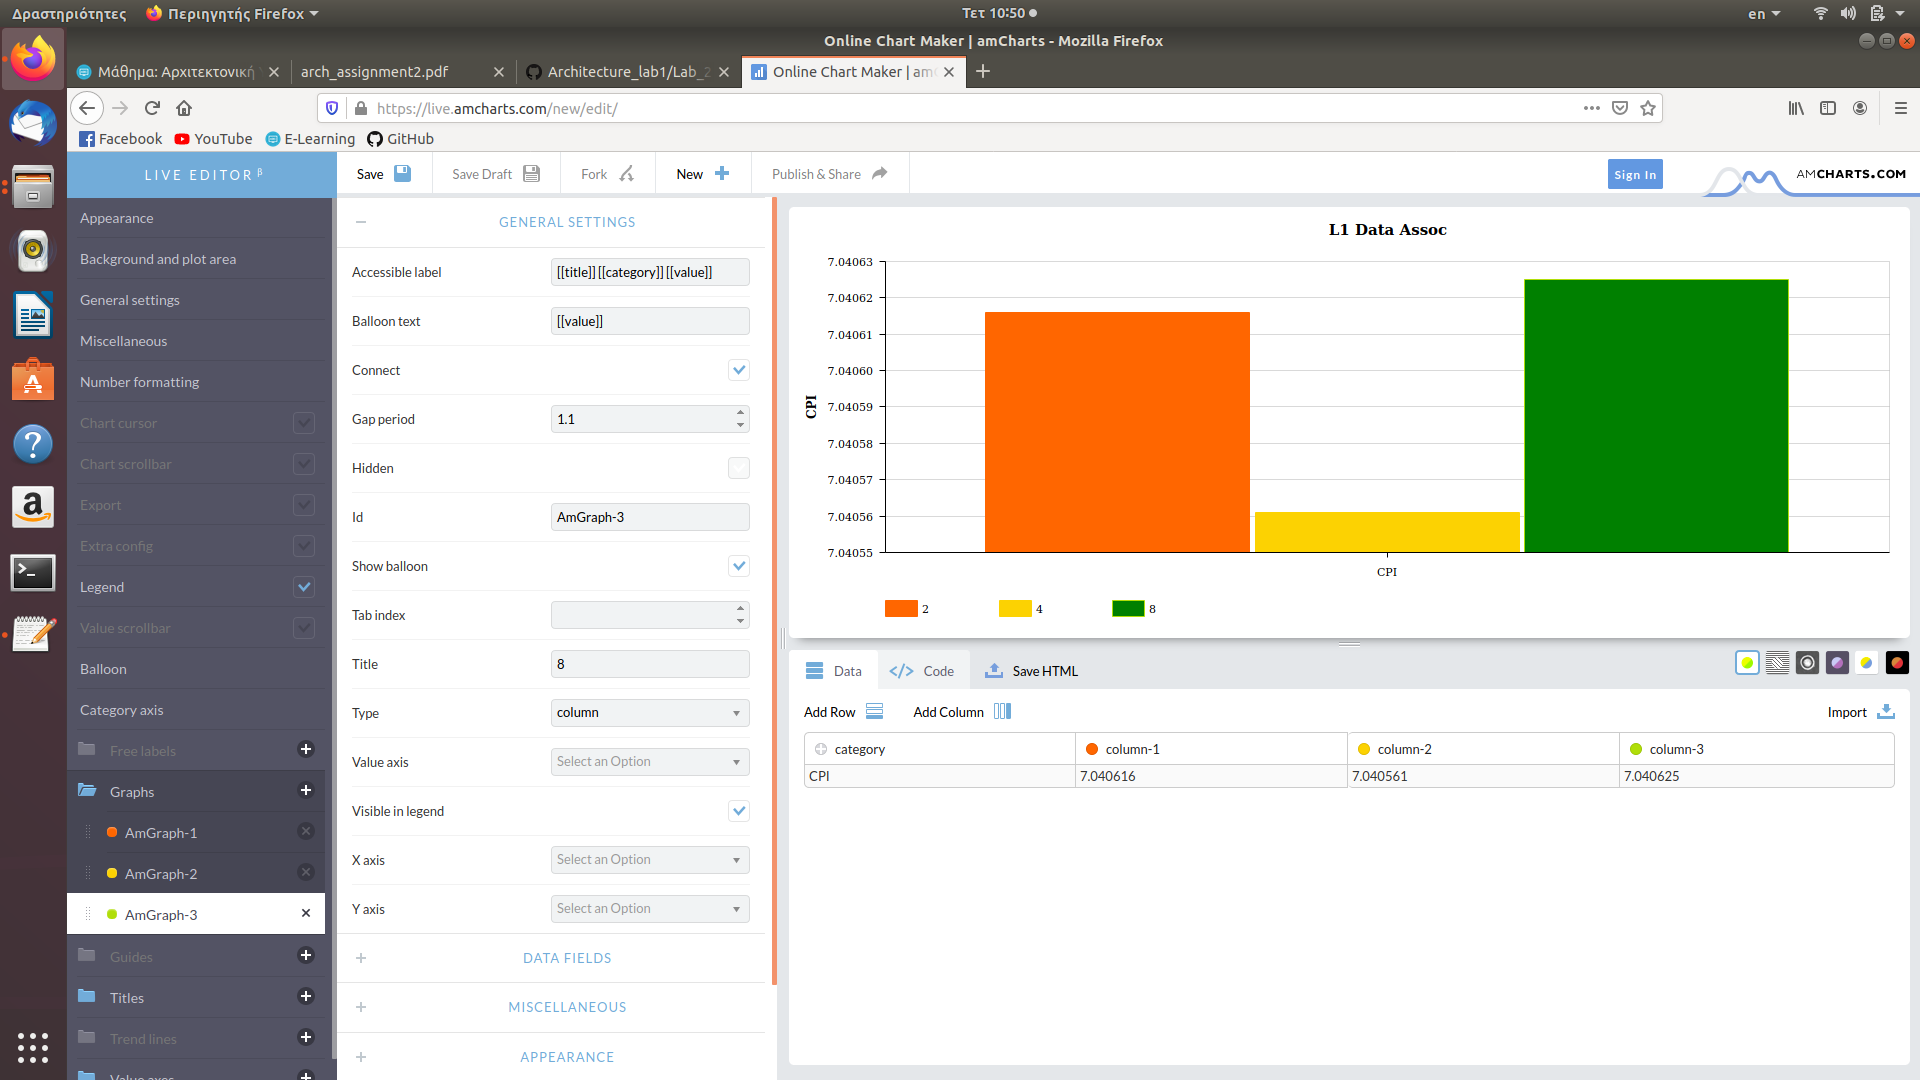 Δραστηριότητες
Περιηγητής Firefox
Τετ 10:50
en
Online Chart Maker | amCharts - Mozilla Firefox
Μάθημα: Αρχιτεκτονική
arch_assignment2.pdf
Architecture_lab1/Lab_2
Online Chart Maker | am
https://live.amcharts.com/new/edit/
Facebook
YouTube
E-Learning
GitHub
LIVE EDITOR β
Save
Save Draft
Fork
New
Publish & Share
Sign In
AMCHARTS.COM
Appearance
Background and plot area
General settings
Miscellaneous
Number formatting
Chart cursor
Chart scrollbar
Export
Extra config
Legend
Value scrollbar
Balloon
Category axis
Free labels
Graphs
AmGraph-1
AmGraph-2
AmGraph-3
Guides
Titles
Trend lines
Value axes
GENERAL SETTINGS
Accessible label
[[title]] [[category]] [[value]]
Balloon text
[[value]]
Connect
Gap period
1.1
Hidden
Id
AmGraph-3
Show balloon
Tab index
Title
8
Type
column
Value axis
Select an Option
Visible in legend
X axis
Select an Option
Y axis
Select an Option
DATA FIELDS
MISCELLANEOUS
APPEARANCE
L1 Data Assoc
CPI
7.04063
7.04062
7.04061
7.04060
7.04059
7.04058
7.04057
7.04056
7.04055
CPI
2
4
8
Data
Code
Save HTML
Add Row
Add Column
Import
category
column-1
column-2
column-3
CPI
7.040616
7.040561
7.040625